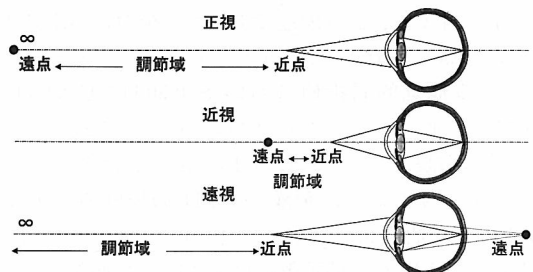 正視
∞
遠点 調節域 近点
近視
遠点 近点
調節域
遠視
∞
調節域 近点 遠点